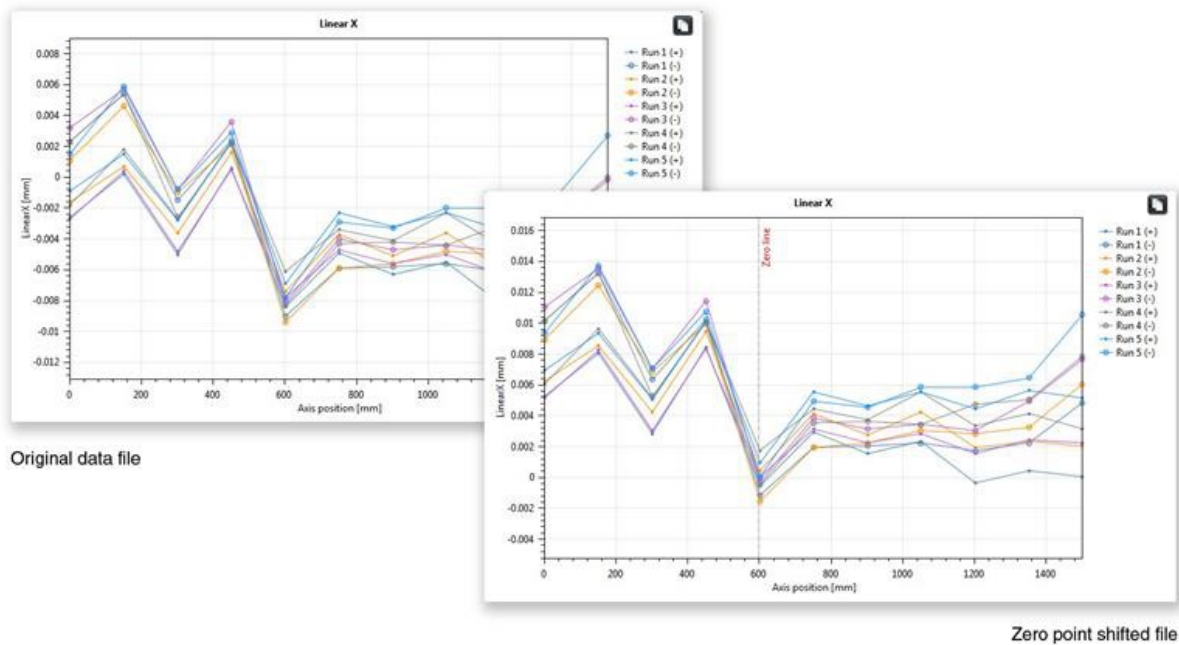 Linear X
0.008
0.006
0.004
0.002
0
-0.002
-0.004
-0.006
-0.008
-0.01
-0.012
LinearX [mm]
0
200
400
600
800
1000
Axis position [mm]
Run 1 (+)
Run 1 (-)
Run 2 (+)
Run 2 (-)
Run 3 (+)
Run 3 (-)
Run 4 (+)
Run 4 (-)
Run 5 (+)
Run 5 (-)
Original data file
Linear X
0.016
0.014
0.012
0.01
0.008
0.006
0.004
0.002
0
-0.002
-0.004
LinearX [mm]
Zero line
0
200
400
600
800
1000
1200
1400
Axis position [mm]
Run 1 (+)
Run 1 (-)
Run 2 (+)
Run 2 (-)
Run 3 (+)
Run 3 (-)
Run 4 (+)
Run 4 (-)
Run 5 (+)
Run 5 (-)
Zero point shifted file